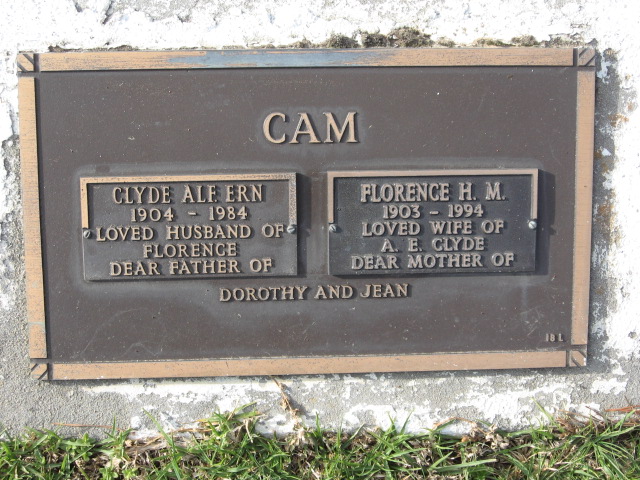 CAM
CLYDE ALF. ERN
1904 - 1984
LOVED HUSBAND OF
FLORENCE
DEAR FATHER OF
FLORENCE H. M.
1903 - 1994
LOVED WIFE OF
A. E. CLYDE
DEAR MOTHER OF
DOROTHY AND JEAN
18 L